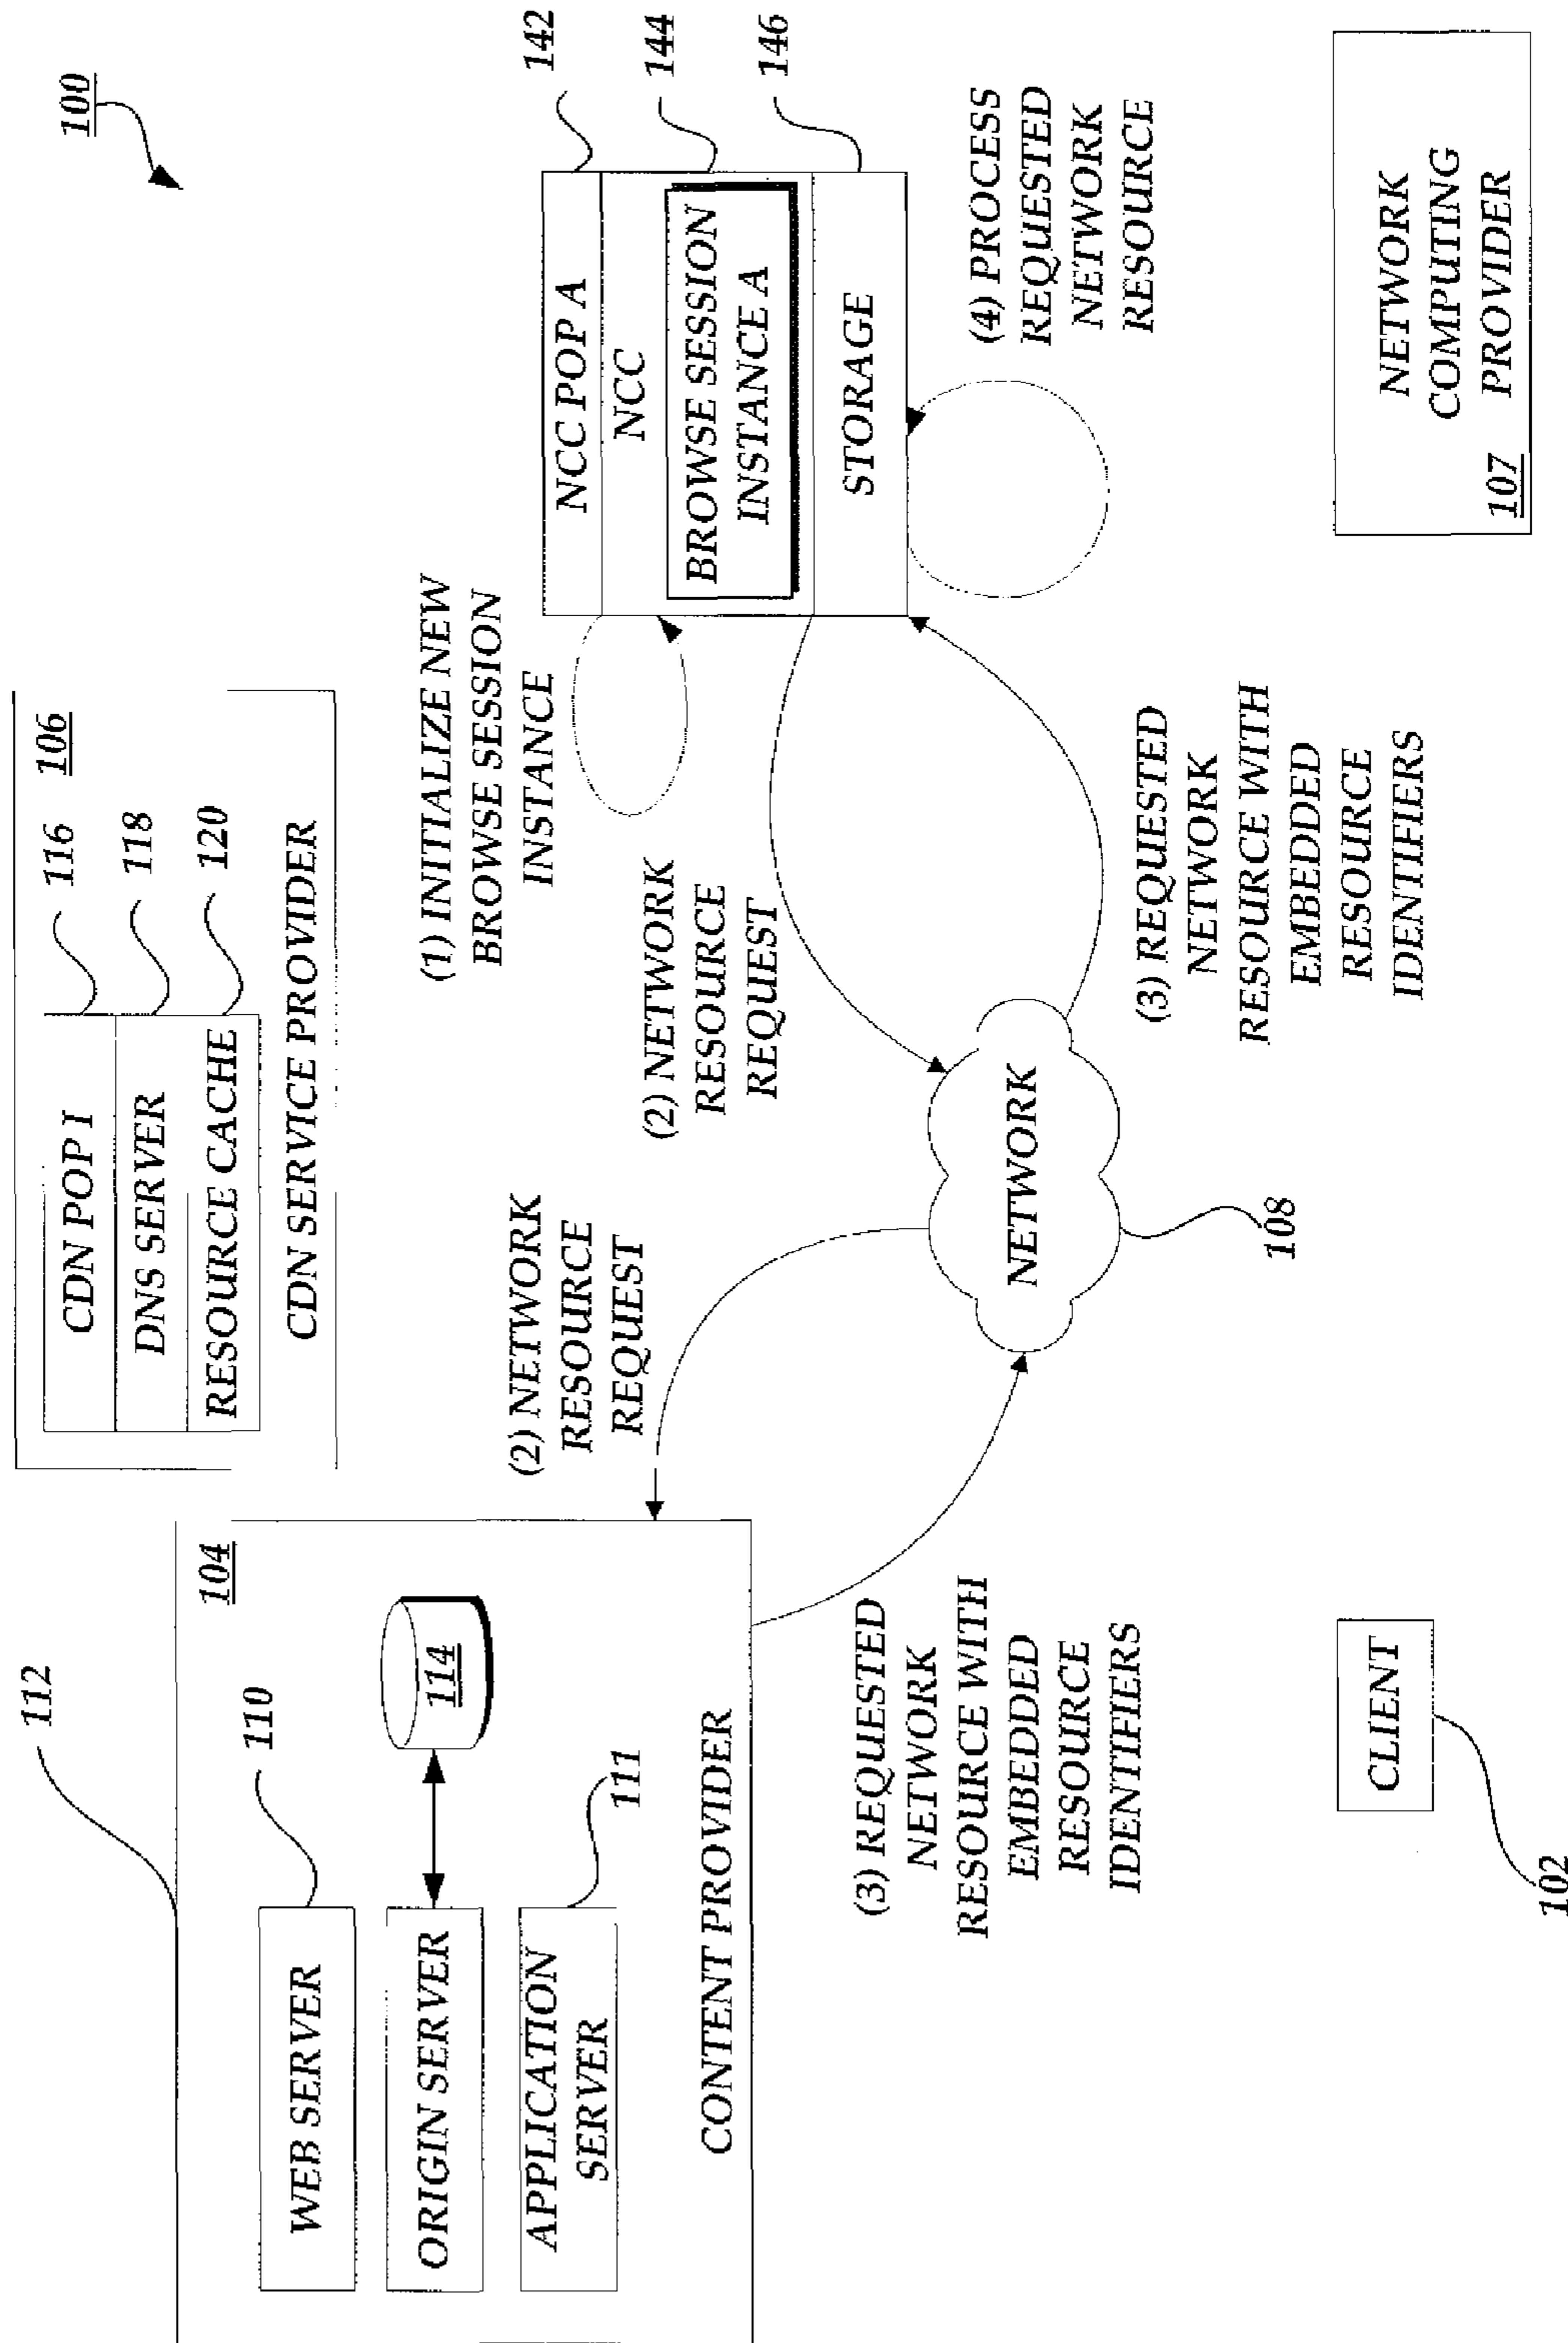 100
112
104
110
WEB SERVER
ORIGIN SERVER
114
APPLICATION
SERVER
111
CONTENT PROVIDER
116
106
118
120
CDN POP I
DNS SERVER
RESOURCE CACHE
CDN SERVICE PROVIDER
(1) INITIALIZE NEW
BROWSE SESSION
INSTANCE
142
144
146
NCC POP A
NCC
BROWSE SESSION
INSTANCE A
STORAGE
(2) NETWORK
RESOURCE
REQUEST
(2) NETWORK
RESOURCE
REQUEST
(4) PROCESS
REQUESTED
NETWORK
RESOURCE
NETWORK
108
(3) REQUESTED
NETWORK
RESOURCE WITH
EMBEDDED
RESOURCE
IDENTIFIERS
(3) REQUESTED
NETWORK
RESOURCE WITH
EMBEDDED
RESOURCE
IDENTIFIERS
CLIENT
102
NETWORK
COMPUTING
PROVIDER
107